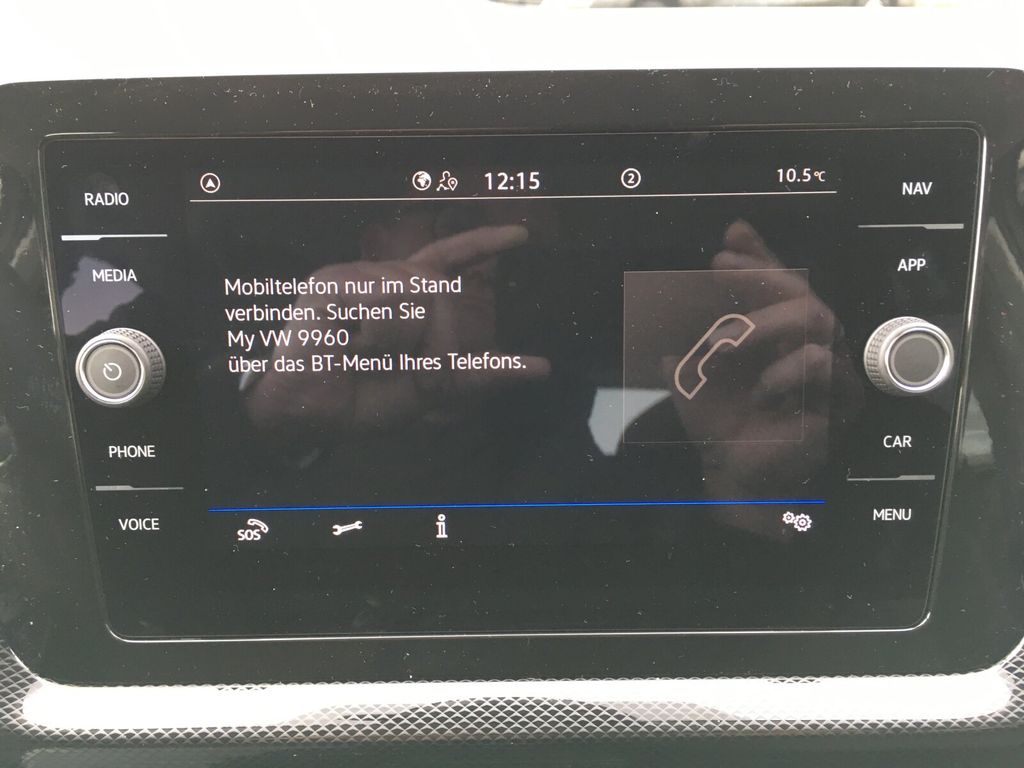 RADIO
MEDIA
PHONE
VOICE
12:15
2
10.5°C
Mobiltelefon nur im Stand
verbinden. Suchen Sie
My VW 9960
über das BT-Menü Ihres Telefons.
SOS
i
NAV
APP
CAR
MENU